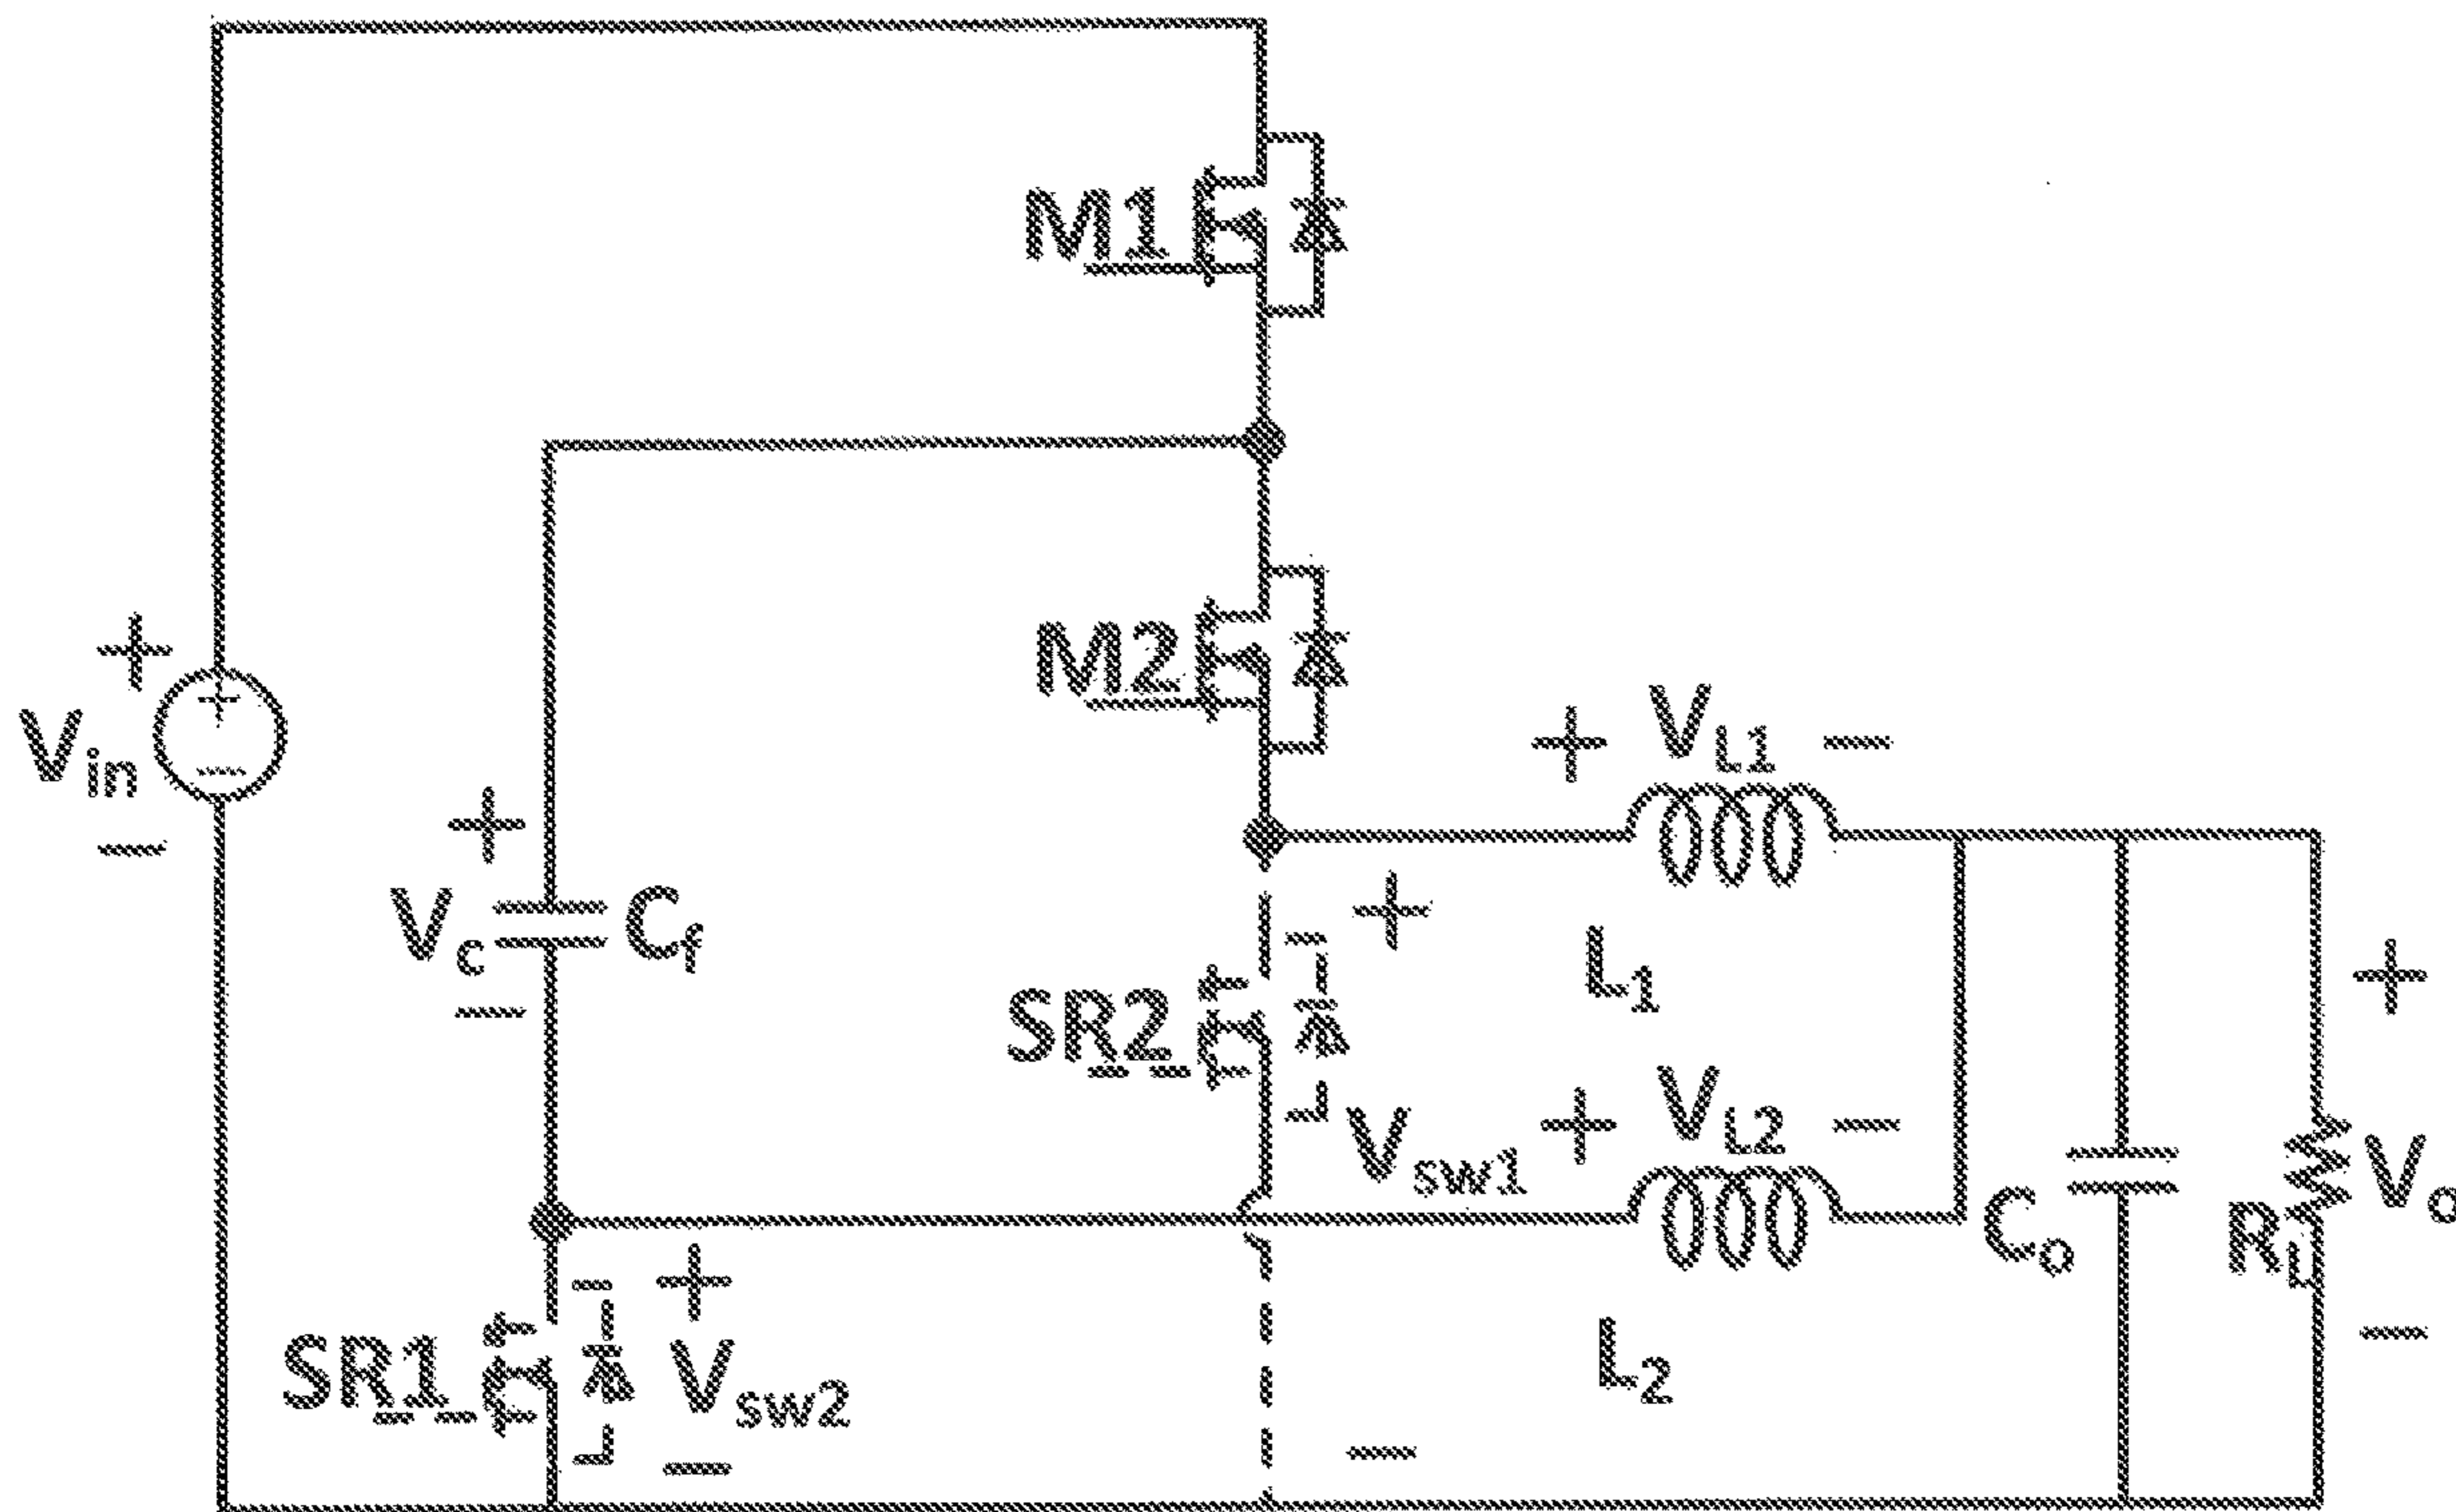 M1
M2
+
V_in
−
+
V_c
−
C_f
+ V_L1 −
L_1
SR2
+
V_sw1
−
+ V_L2 −
L_2
SR1
+
V_sw2
−
C_o
R_L
+
V_o
−